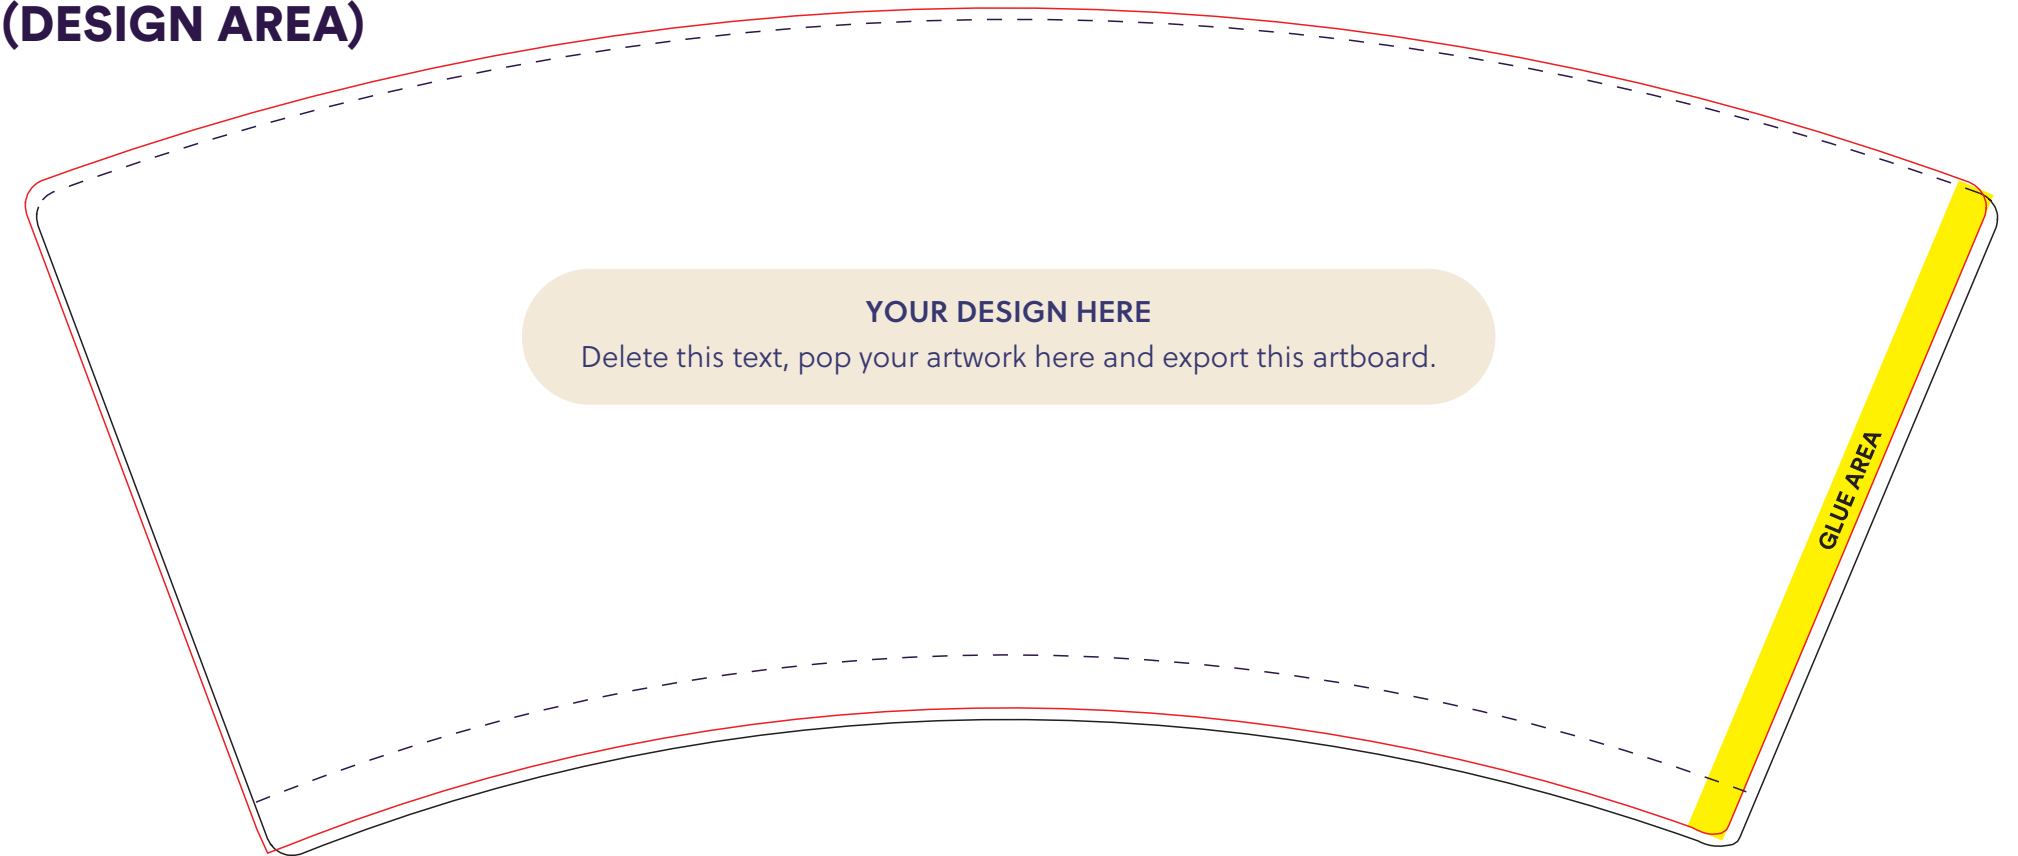 (DESIGN AREA)
YOUR DESIGN HERE
Delete this text, pop your artwork here and export this artboard.
GLUE AREA